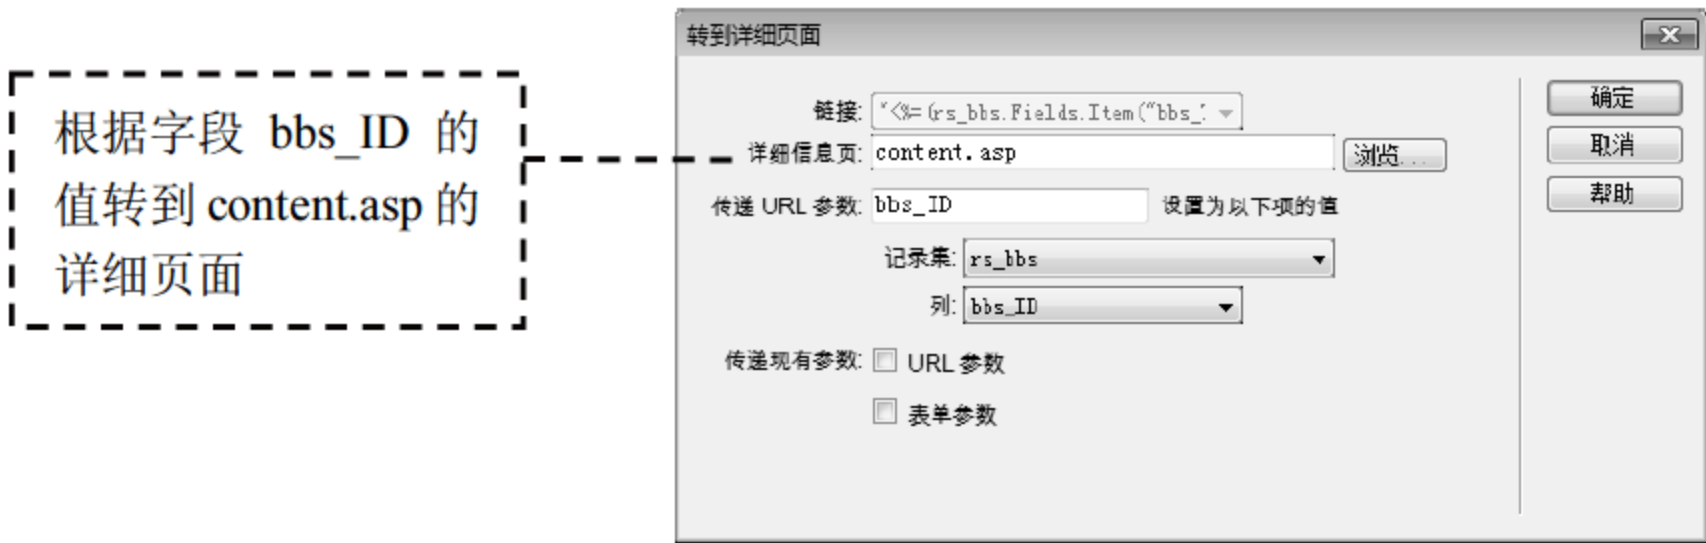 根据字段 bbs_ID 的
值转到 content.asp 的
详细页面
转到详细页面
链接: "<%=(rs_bbs.Fields.Item("bbs_
详细信息页: content.asp 浏览...
传递 URL 参数: bbs_ID 设置为以下项的值
记录集: rs_bbs
列: bbs_ID
传递现有参数: URL 参数
表单参数
确定
取消
帮助